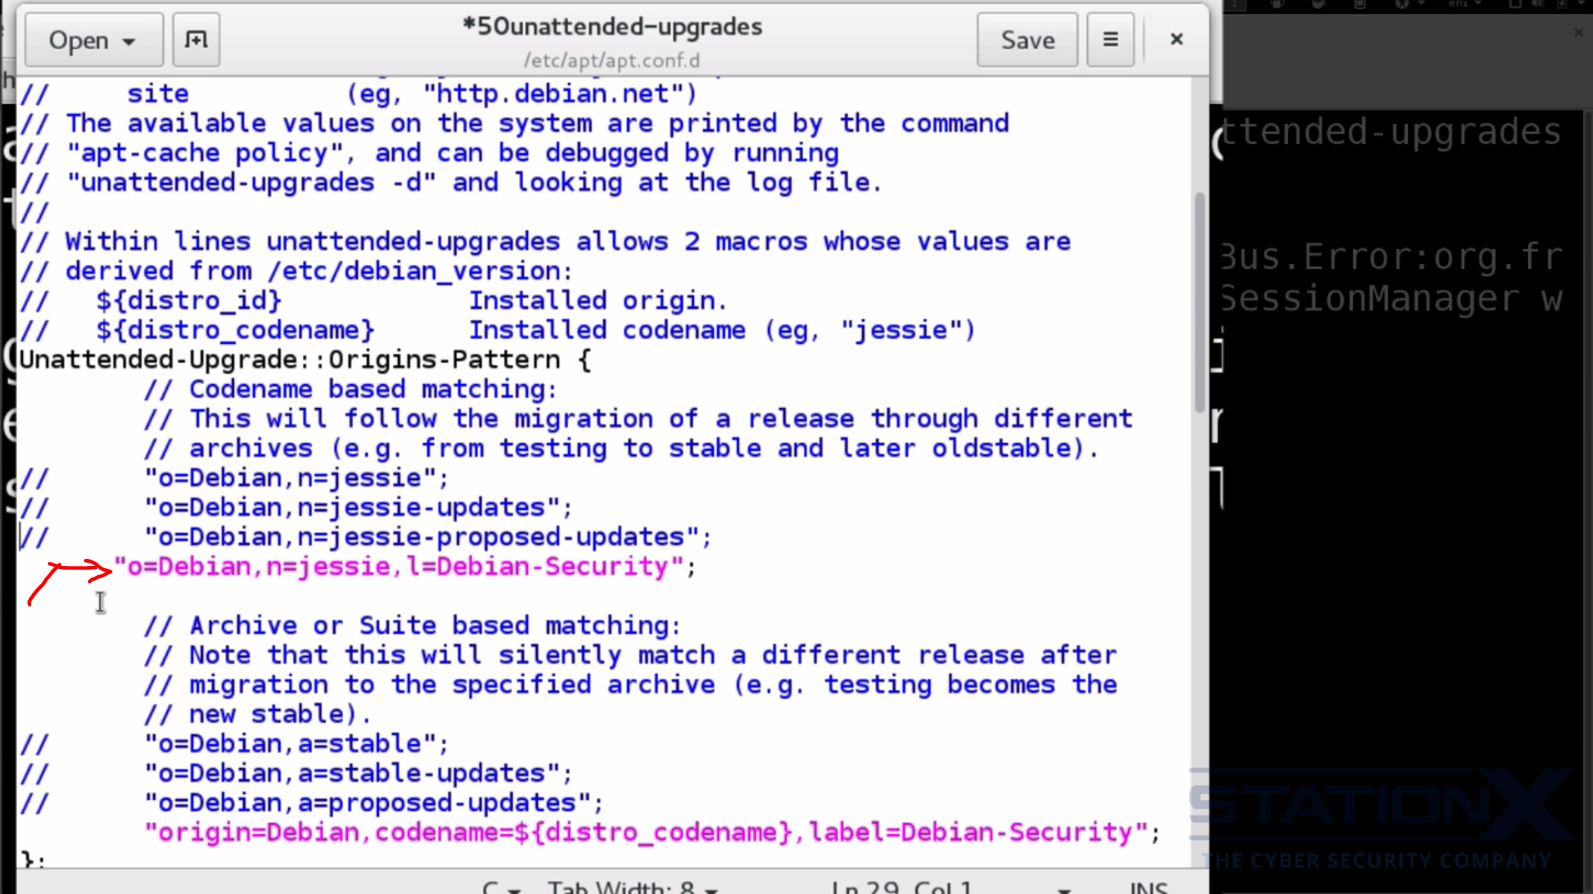 *50unattended-upgrades
Open
Save
/etc/apt/apt.conf.d
//     site          (eg, "http.debian.net")
// The available values on the system are printed by the command
// "apt-cache policy", and can be debugged by running
// "unattended-upgrades -d" and looking at the log file.
//
// Within lines unattended-upgrades allows 2 macros whose values are
// derived from /etc/debian_version:
//   ${distro_id}            Installed origin.
//   ${distro_codename}      Installed codename (eg, "jessie")
Unattended-Upgrade::Origins-Pattern {
        // Codename based matching:
        // This will follow the migration of a release through different
        // archives (e.g. from testing to stable and later oldstable).
//      "o=Debian,n=jessie";
//      "o=Debian,n=jessie-updates";
//      "o=Debian,n=jessie-proposed-updates";
      "o=Debian,n=jessie,l=Debian-Security";
        // Archive or Suite based matching:
        // Note that this will silently match a different release after
        // migration to the specified archive (e.g. testing becomes the
        // new stable).
//      "o=Debian,a=stable";
//      "o=Debian,a=stable-updates";
//      "o=Debian,a=proposed-updates";
        "origin=Debian,codename=${distro_codename},label=Debian-Security";
};
C Tab Width: 8 Ln 29, Col 1 INS
ttended-upgrades
Bus.Error:org.fr
SessionManager w
STATIONX
THE CYBER SECURITY COMPANY